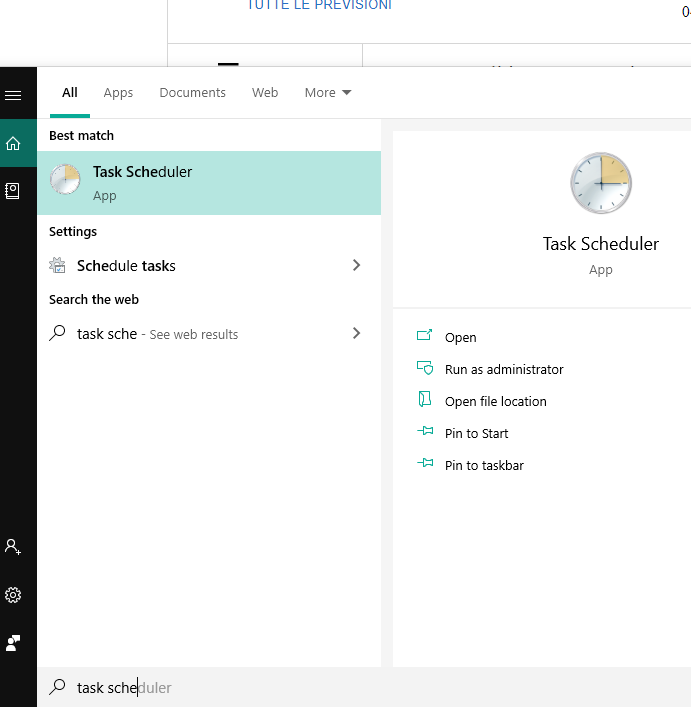 TUTTE LE PREVISIONI
All
Apps
Documents
Web
More
Best match
Task Scheduler
App
Settings
Schedule tasks
Search the web
task sche - See web results
Task Scheduler
App
Open
Run as administrator
Open file location
Pin to Start
Pin to taskbar
task scheduler